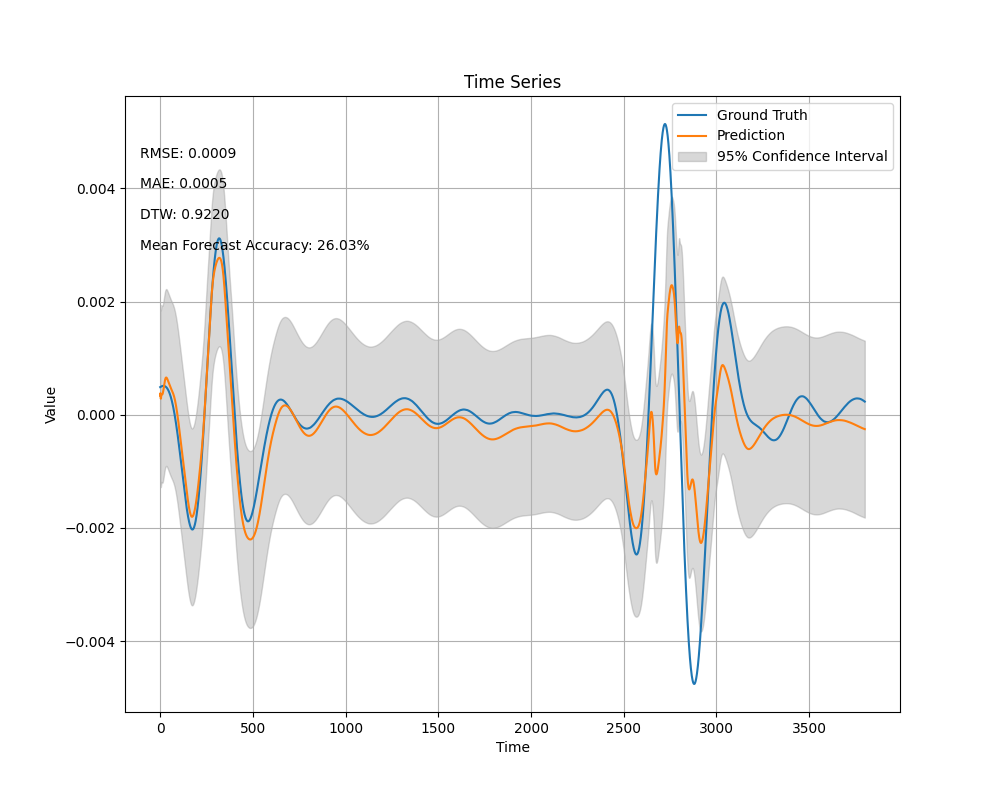 Time Series
Ground Truth
Prediction
95% Confidence Interval
RMSE: 0.0009
MAE: 0.0005
DTW: 0.9220
Mean Forecast Accuracy: 26.03%
0.004
0.002
0.000
−0.002
−0.004
Value
0 500 1000 1500 2000 2500 3000 3500
Time